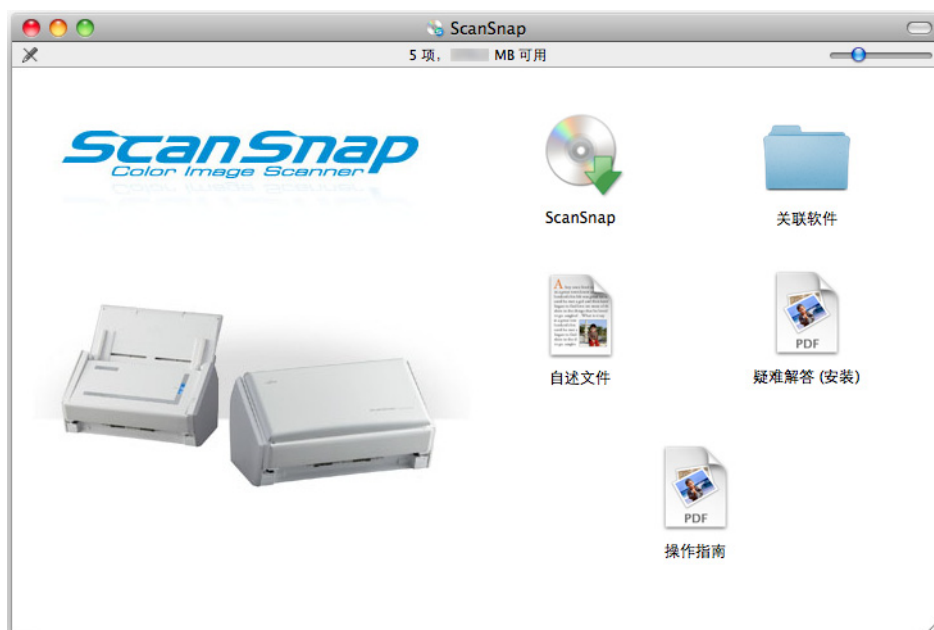 ScanSnap
5 项, MB 可用
ScanSnap
Color Image Scanner
ScanSnap
关联软件
自述文件
PDF
疑难解答 (安装)
PDF
操作指南